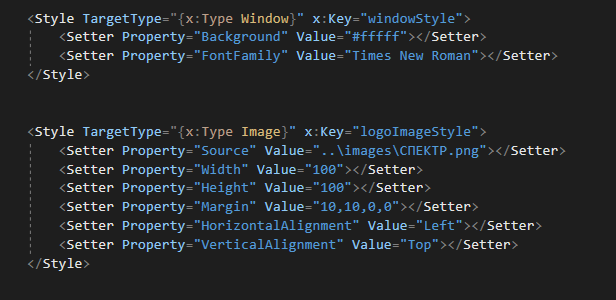 <Style TargetType="{x:Type Window}" x:Key="windowStyle">
<Setter Property="Background" Value="#fffff"></Setter>
<Setter Property="FontFamily" Value="Times New Roman"></Setter>
</Style>
<Style TargetType="{x:Type Image}" x:Key="logoImageStyle">
<Setter Property="Source" Value="..\images\СПЕКТР.png"></Setter>
<Setter Property="Width" Value="100"></Setter>
<Setter Property="Height" Value="100"></Setter>
<Setter Property="Margin" Value="10,10,0,0"></Setter>
<Setter Property="HorizontalAlignment" Value="Left"></Setter>
<Setter Property="VerticalAlignment" Value="Top"></Setter>
</Style>